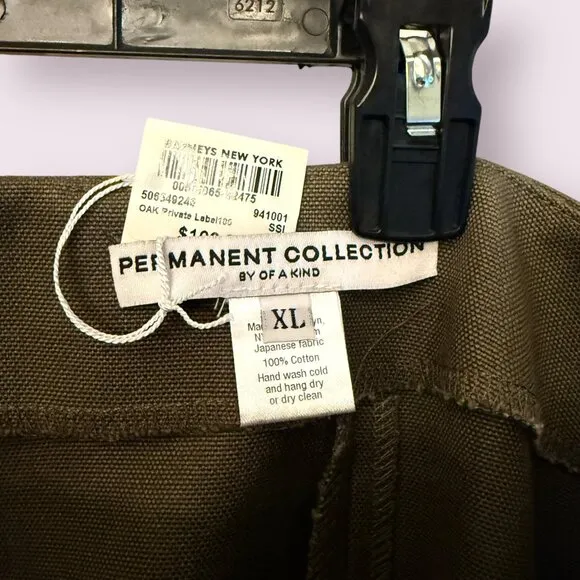 6212
BARNEYS NEW YORK
506349243
941001
OAK Private Label
SSI
PERMANENT COLLECTION
BY OF A KIND
XL
Japanese fabric
100% Cotton
Hand wash cold
and hang dry
or dry clean